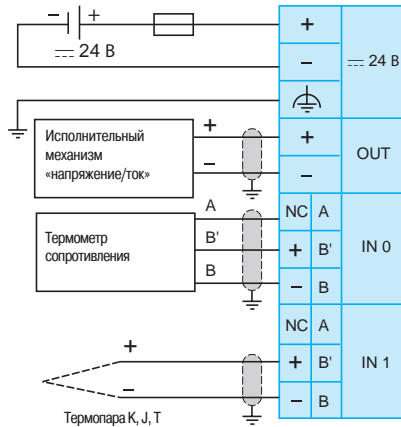 − +
⎓ 24 В
+
−
⎓ 24 В
Исполнительный
механизм
«напряжение/ток»
+
−
+
−
OUT
Термометр
сопротивления
A
B'
B
NC A
+ B'
− B
IN 0
NC A
+ B'
− B
IN 1
+
−
Термопара K, J, T